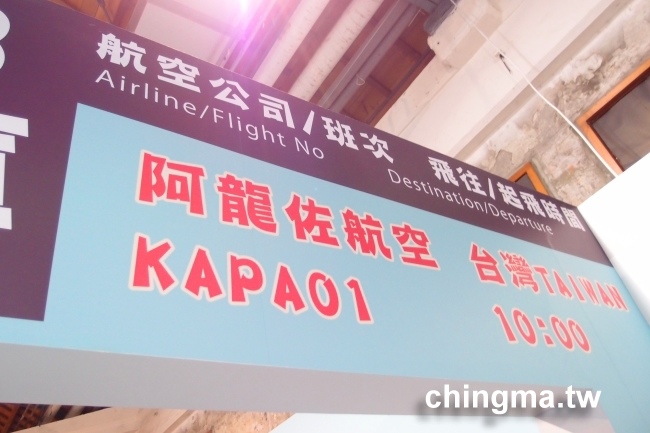 航空公司/班次 飛往/起飛時間
Airline/Flight No Destination/Departure
阿龍佐航空 台灣TAIWAN
KAPA01 10:00
chingma.tw